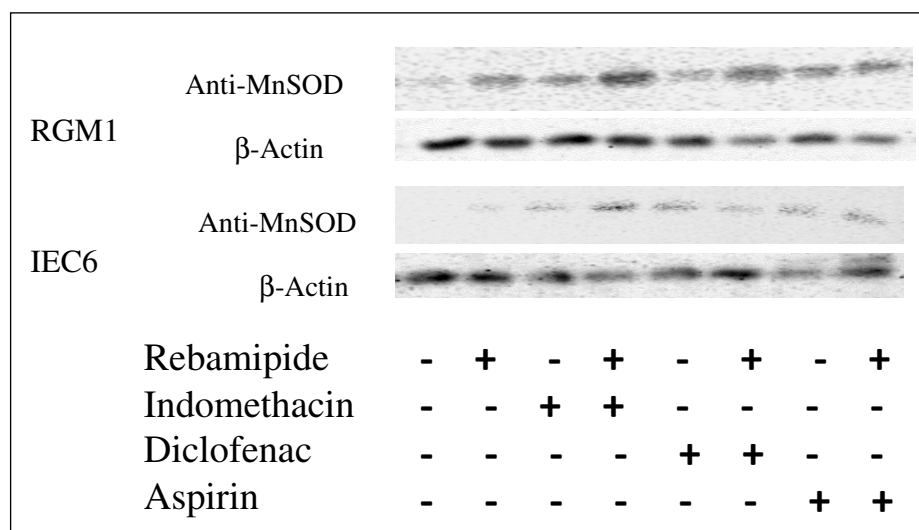 Anti-MnSOD
RGM1
β-Actin
Anti-MnSOD
IEC6
β-Actin
Rebamipide - + - + - + - +
Indomethacin - - + + - - - -
Diclofenac - - - - + + - -
Aspirin - - - - - - + +